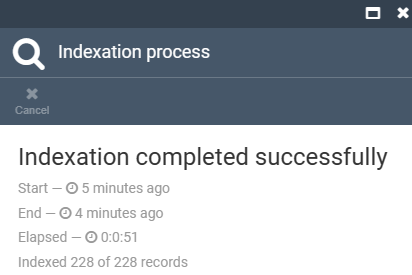 Indexation process
Cancel
Indexation completed successfully
Start — 5 minutes ago
End — 4 minutes ago
Elapsed — 0:0:51
Indexed 228 of 228 records